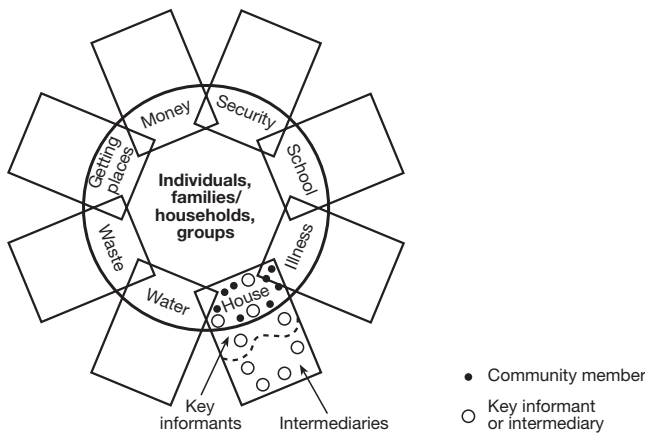 Money
Security
Getting
places
School
Individuals,
families/
households,
groups
Waste
Illness
Water
House
Key
informants
Intermediaries
Community member
Key informant
or intermediary